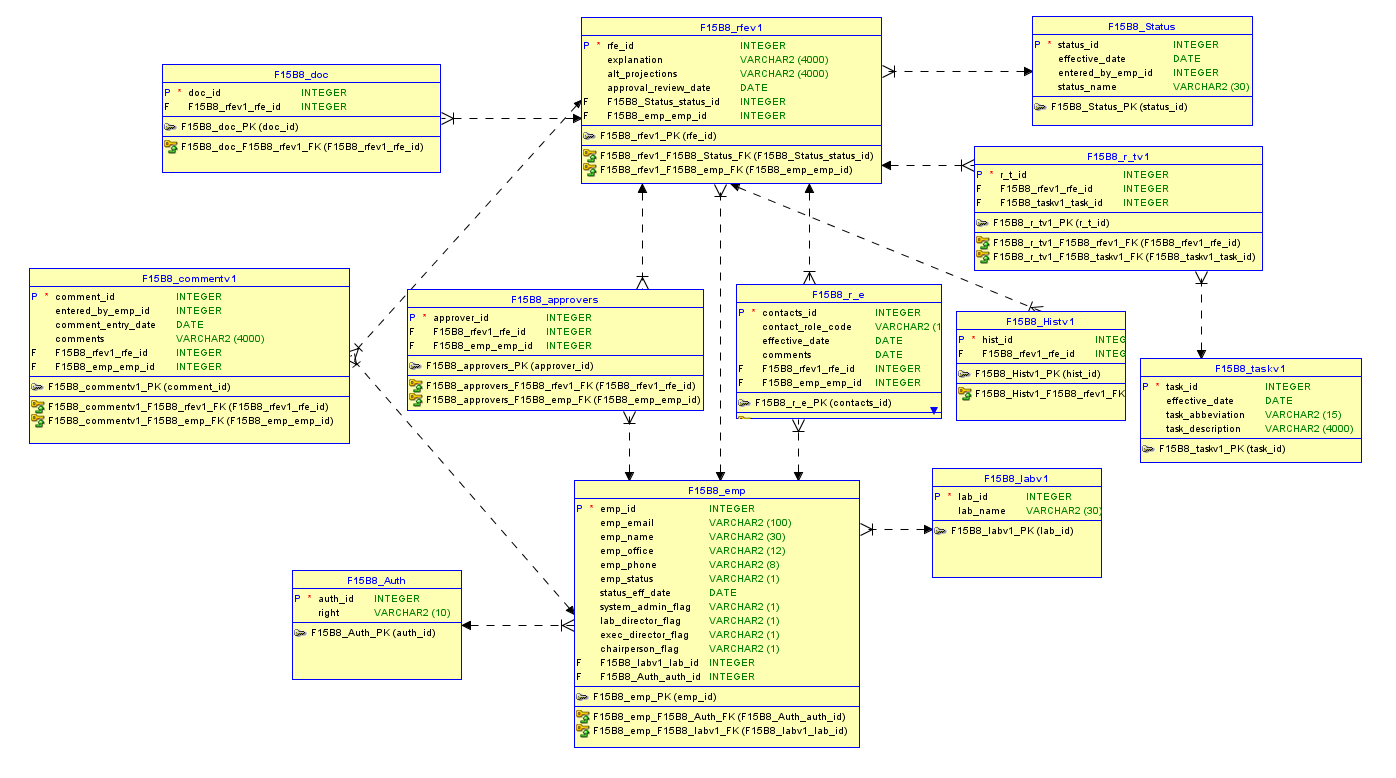 F15B8_rfev1
P * rfe_id INTEGER
explanation VARCHAR2 (4000)
alt_projections VARCHAR2 (4000)
approval_review_date DATE
F F15B8_Status_status_id INTEGER
F F15B8_emp_emp_id INTEGER
F15B8_rfev1_PK (rfe_id)
F15B8_rfev1_F15B8_Status_FK (F15B8_Status_status_id)
F15B8_rfev1_F15B8_emp_FK (F15B8_emp_emp_id)
F15B8_Status
P * status_id INTEGER
effective_date DATE
entered_by_emp_id INTEGER
status_name VARCHAR2 (30)
F15B8_Status_PK (status_id)
F15B8_doc
P * doc_id INTEGER
F F15B8_rfev1_rfe_id INTEGER
F15B8_doc_PK (doc_id)
F15B8_doc_F15B8_rfev1_FK (F15B8_rfev1_rfe_id)
F15B8_r_tv1
P * r_t_id INTEGER
F F15B8_rfev1_rfe_id INTEGER
F F15B8_taskv1_task_id INTEGER
F15B8_r_tv1_PK (r_t_id)
F15B8_r_tv1_F15B8_rfev1_FK (F15B8_rfev1_rfe_id)
F15B8_r_tv1_F15B8_taskv1_FK (F15B8_taskv1_task_id)
F15B8_commentv1
P * comment_id INTEGER
entered_by_emp_id INTEGER
comment_entry_date DATE
comments VARCHAR2 (4000)
F F15B8_rfev1_rfe_id INTEGER
F F15B8_emp_emp_id INTEGER
F15B8_commentv1_PK (comment_id)
F15B8_commentv1_F15B8_rfev1_FK (F15B8_rfev1_rfe_id)
F15B8_commentv1_F15B8_emp_FK (F15B8_emp_emp_id)
F15B8_approvers
P * approver_id INTEGER
F F15B8_rfev1_rfe_id INTEGER
F F15B8_emp_emp_id INTEGER
F15B8_approvers_PK (approver_id)
F15B8_approvers_F15B8_rfev1_FK (F15B8_rfev1_rfe_id)
F15B8_approvers_F15B8_emp_FK (F15B8_emp_emp_id)
F15B8_r_e
P * contacts_id INTEGER
contact_role_code VARCHAR2 (1
effective_date DATE
comments DATE
F F15B8_rfev1_rfe_id INTEGER
F F15B8_emp_emp_id INTEGER
F15B8_r_e_PK (contacts_id)
F15B8_Histv1
P * hist_id INTEG
F F15B8_rfev1_rfe_id INTEG
F15B8_Histv1_PK (hist_id)
F15B8_Histv1_F15B8_rfev1_FK
F15B8_taskv1
P * task_id INTEGER
effective_date DATE
task_abbeviation VARCHAR2 (15)
task_description VARCHAR2 (4000)
F15B8_taskv1_PK (task_id)
F15B8_emp
P * emp_id INTEGER
emp_email VARCHAR2 (100)
emp_name VARCHAR2 (30)
emp_office VARCHAR2 (12)
emp_phone VARCHAR2 (8)
emp_status VARCHAR2 (1)
status_eff_date DATE
system_admin_flag VARCHAR2 (1)
lab_director_flag VARCHAR2 (1)
exec_director_flag VARCHAR2 (1)
chairperson_flag VARCHAR2 (1)
F F15B8_labv1_lab_id INTEGER
F F15B8_Auth_auth_id INTEGER
F15B8_emp_PK (emp_id)
F15B8_emp_F15B8_Auth_FK (F15B8_Auth_auth_id)
F15B8_emp_F15B8_labv1_FK (F15B8_labv1_lab_id)
F15B8_labv1
P * lab_id INTEGER
lab_name VARCHAR2 (30)
F15B8_labv1_PK (lab_id)
F15B8_Auth
P * auth_id INTEGER
right VARCHAR2 (10)
F15B8_Auth_PK (auth_id)